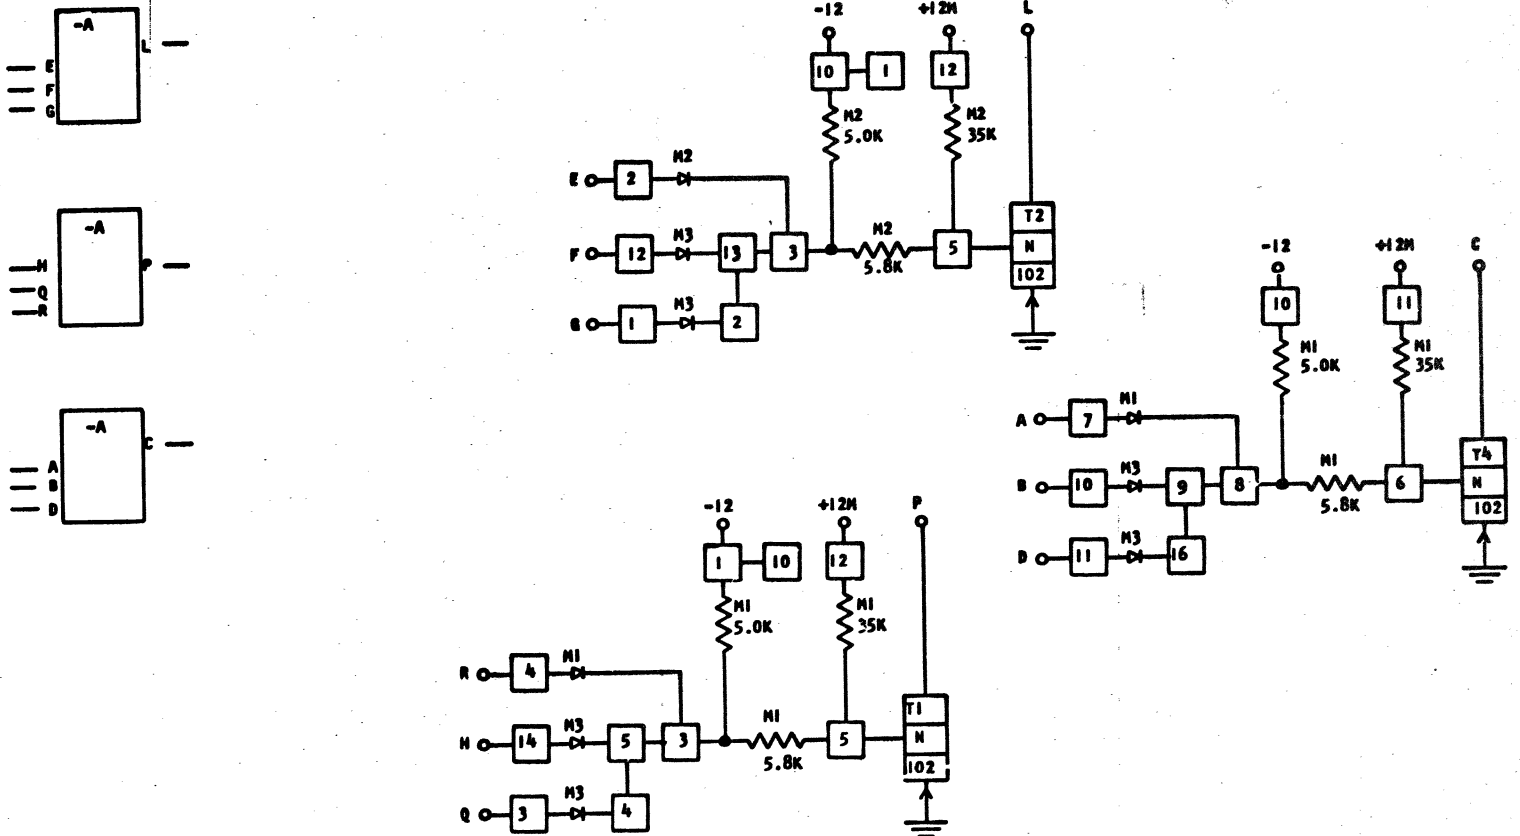 -A
L
E
F
G
-A
H
P
Q
R
-A
C
A
B
D
-12 +12M L
10 1 12
M2
5.0K
M2
35K
E 2 M2
T2
F 12 M3 13 3 M2
5.8K
5 N
102
G 1 M3 2
-12 +12M C
10 11
M1
5.0K
M1
35K
A 7 M1
T4
B 10 M3 9 8 M1
5.8K
6 N
102
D 11 M3 16
-12 +12M P
1 10 12
M1
5.0K
M1
35K
R 4 M1
T1
H 14 M3 5 3 M1
5.8K
5 N
102
Q 3 M3 4